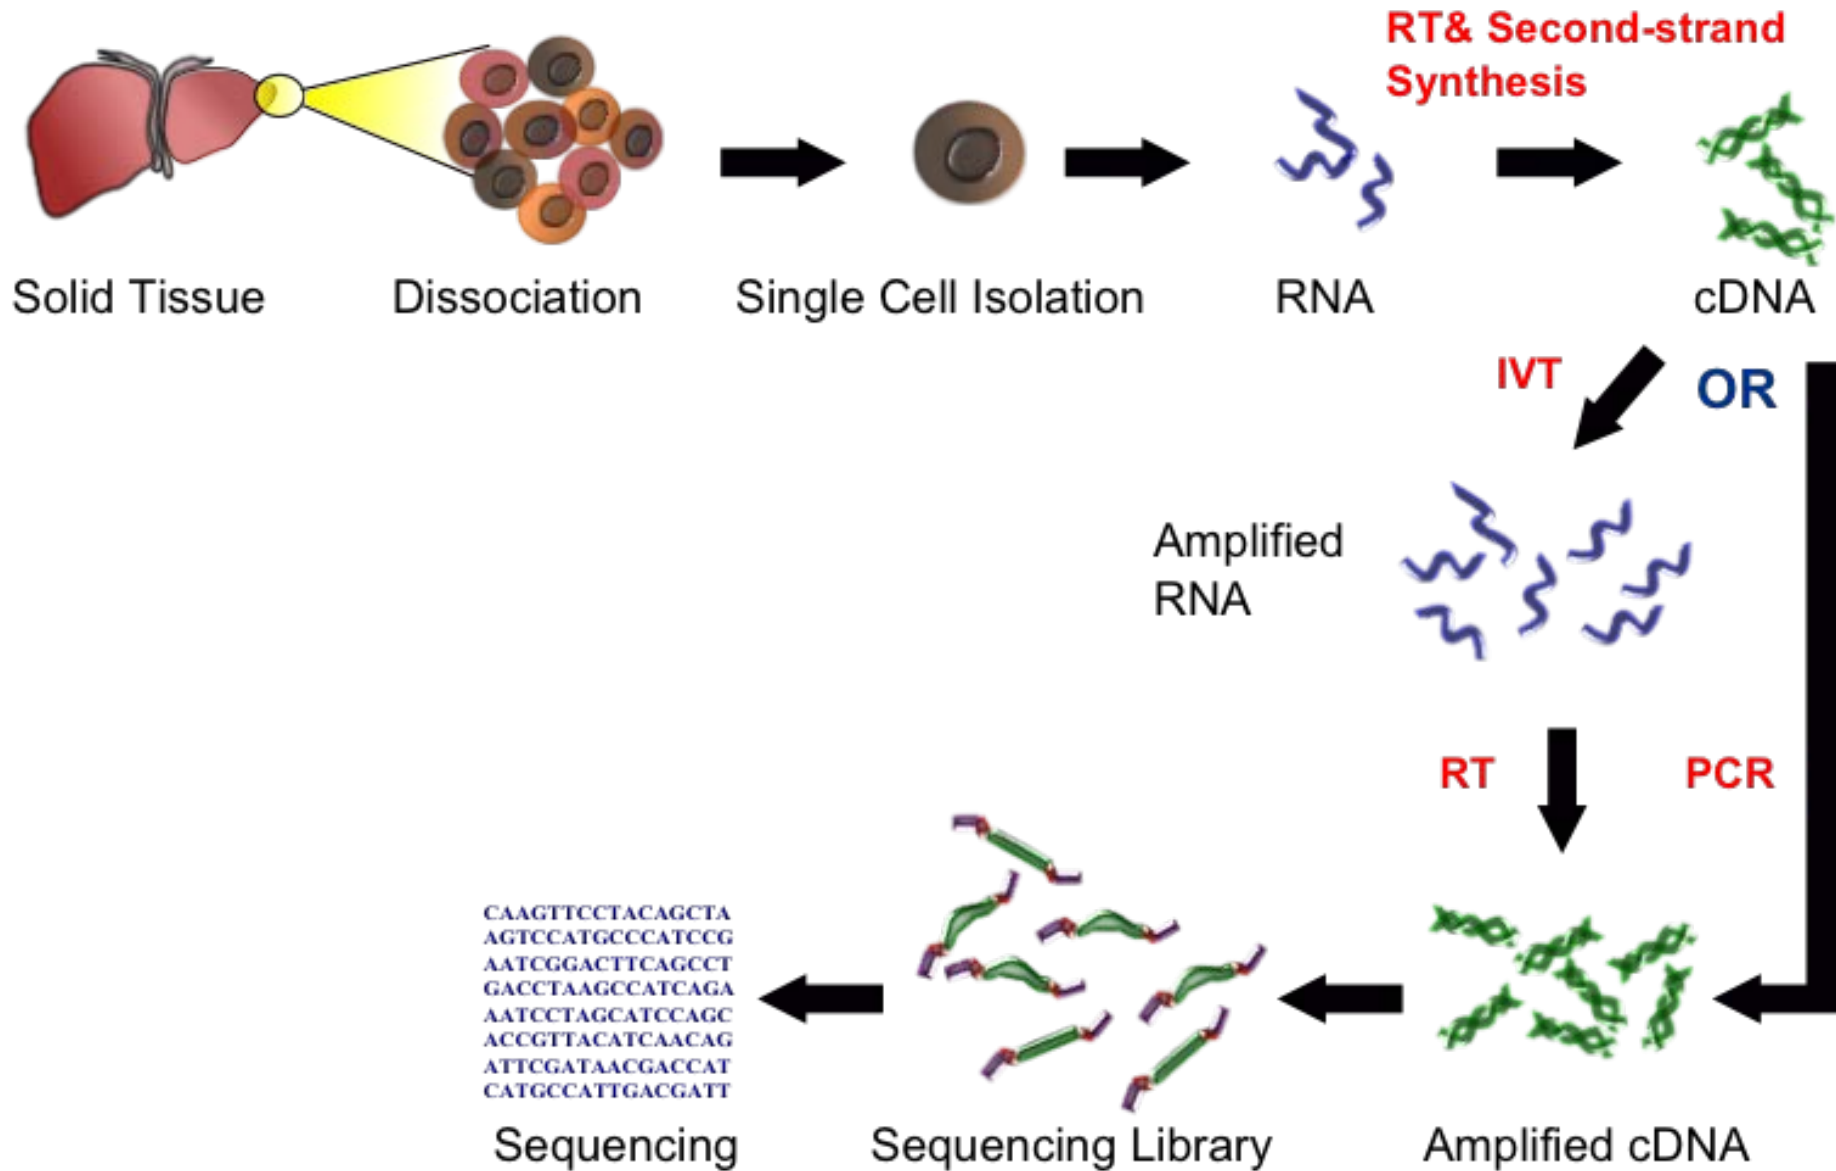 RT& Second-strand
Synthesis
Solid Tissue
Dissociation
Single Cell Isolation
RNA
cDNA
IVT
OR
Amplified
RNA
RT
PCR
CAAGTTCCTACAGCTA
AGTCCATGCCCATCCG
AATCGGACTTCAGCCT
GACCTAAGCCATCAGA
AATCCTAGCATCCAGC
ACCGTTACATCAACAG
ATTCGATAACGACCAT
CATGCCATTGACGATT
Sequencing
Sequencing Library
Amplified cDNA